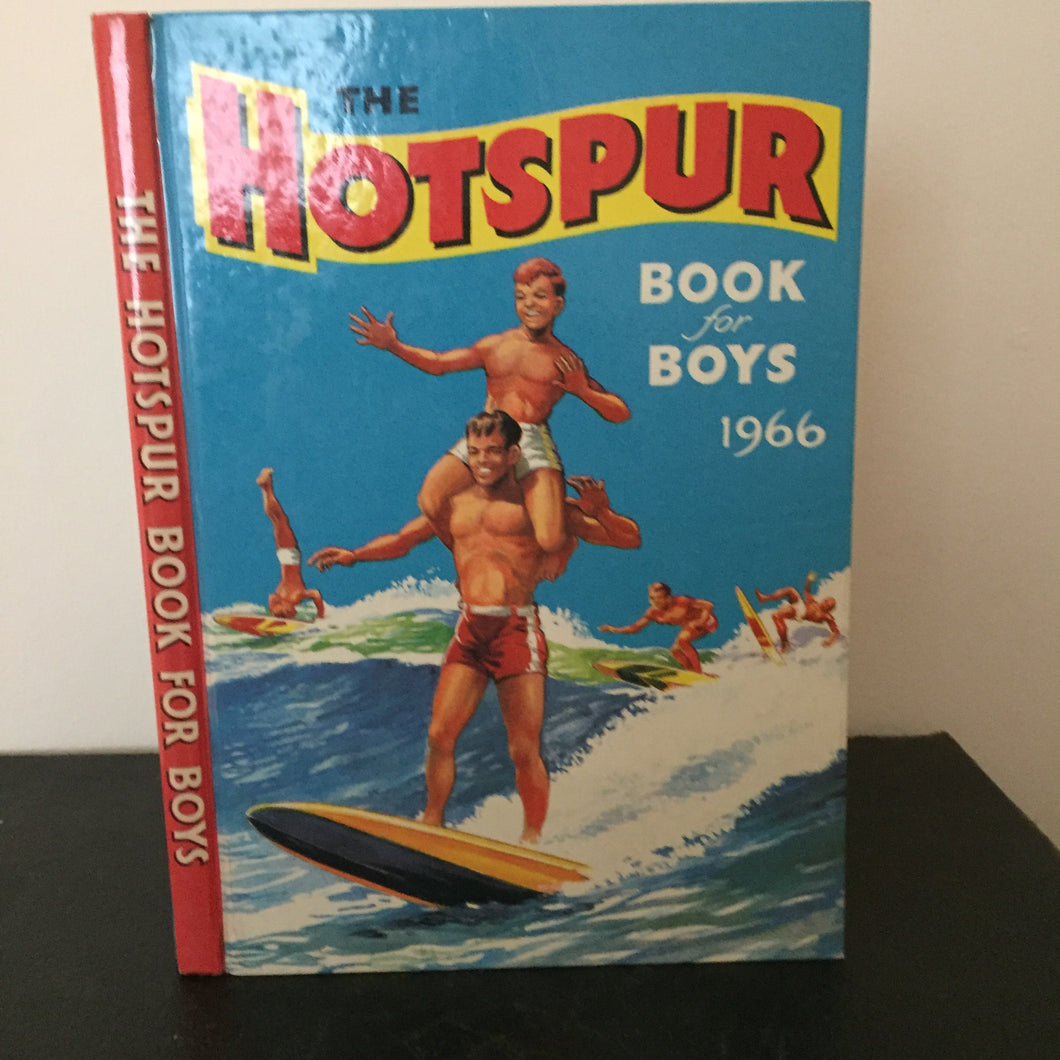 THE HOTSPUR BOOK FOR BOYS
THE
HOTSPUR
BOOK
for
BOYS
1966